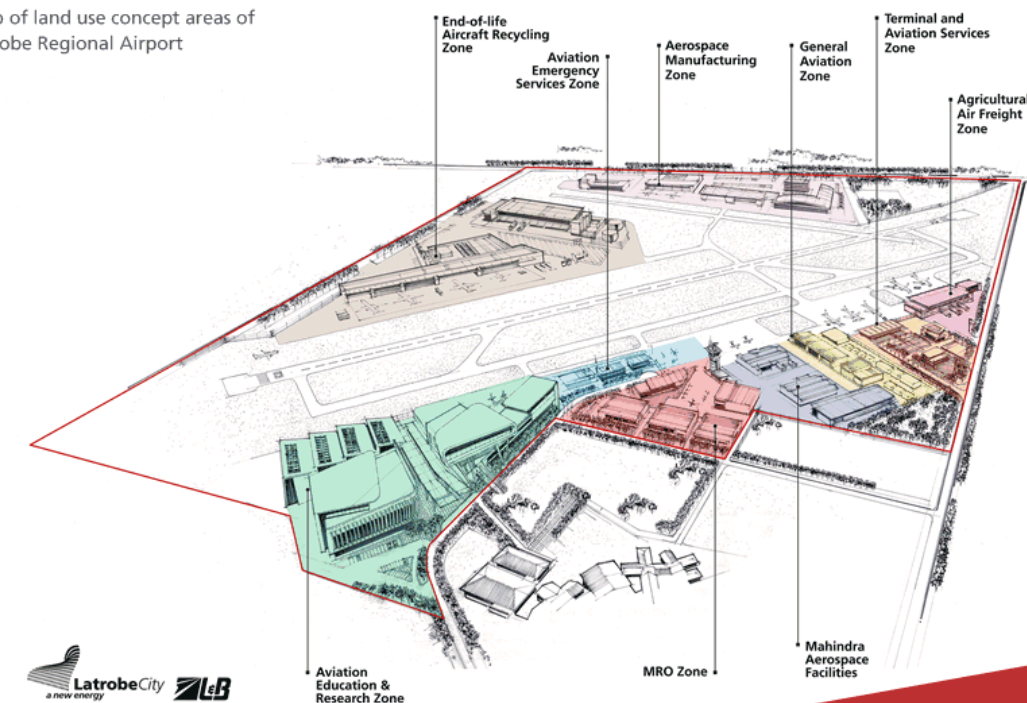 of land use concept areas of
obe Regional Airport
End-of-life
Aircraft Recycling
Zone
Aviation
Emergency
Services Zone
Aerospace
Manufacturing
Zone
General
Aviation
Zone
Terminal and
Aviation Services
Zone
Agricultural
Air Freight
Zone
Aviation
Education &
Research Zone
MRO Zone
Mahindra
Aerospace
Facilities
LatrobeCity
a new energy
L&B